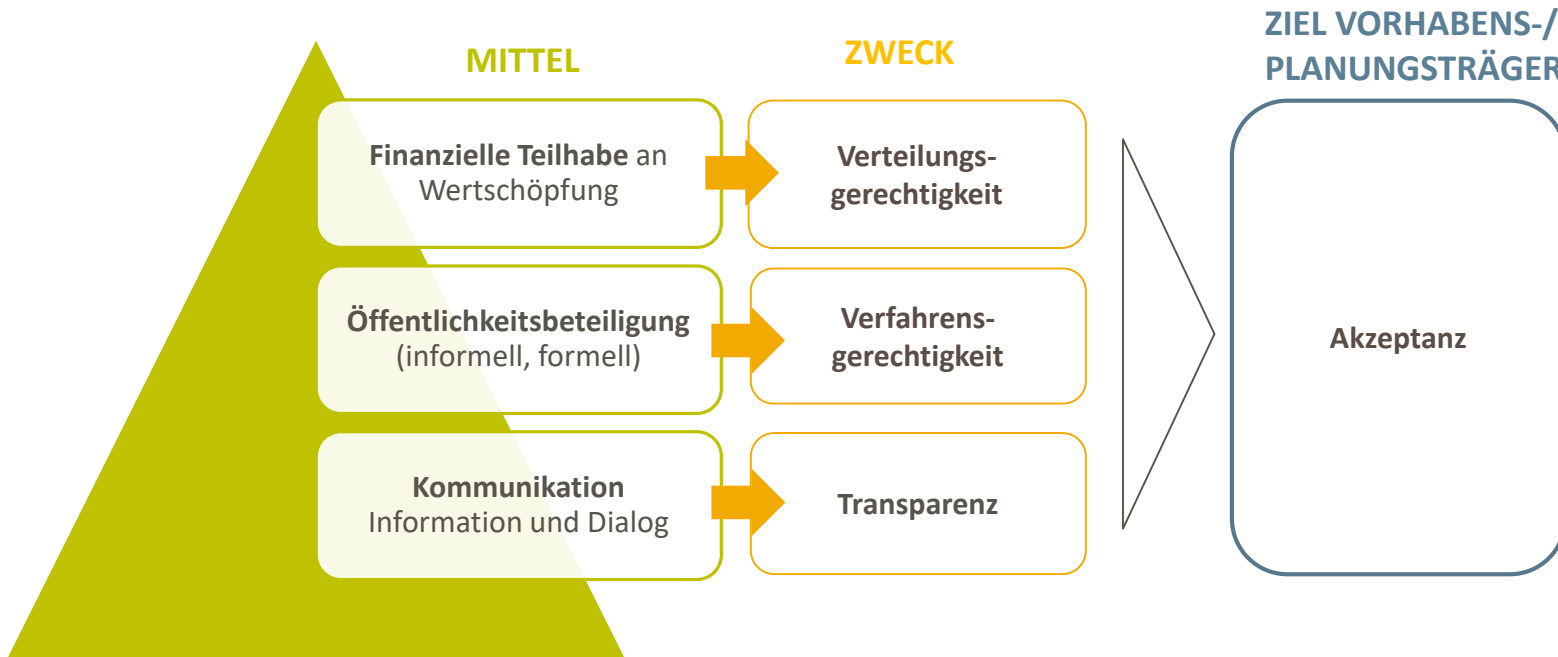 MITTEL
ZWECK
ZIEL VORHABENS-/
PLANUNGSTRÄGER
Finanzielle Teilhabe an
Wertschöpfung
Verteilungs-
gerechtigkeit
Öffentlichkeitsbeteiligung
(informell, formell)
Verfahrens-
gerechtigkeit
Akzeptanz
Kommunikation
Information und Dialog
Transparenz